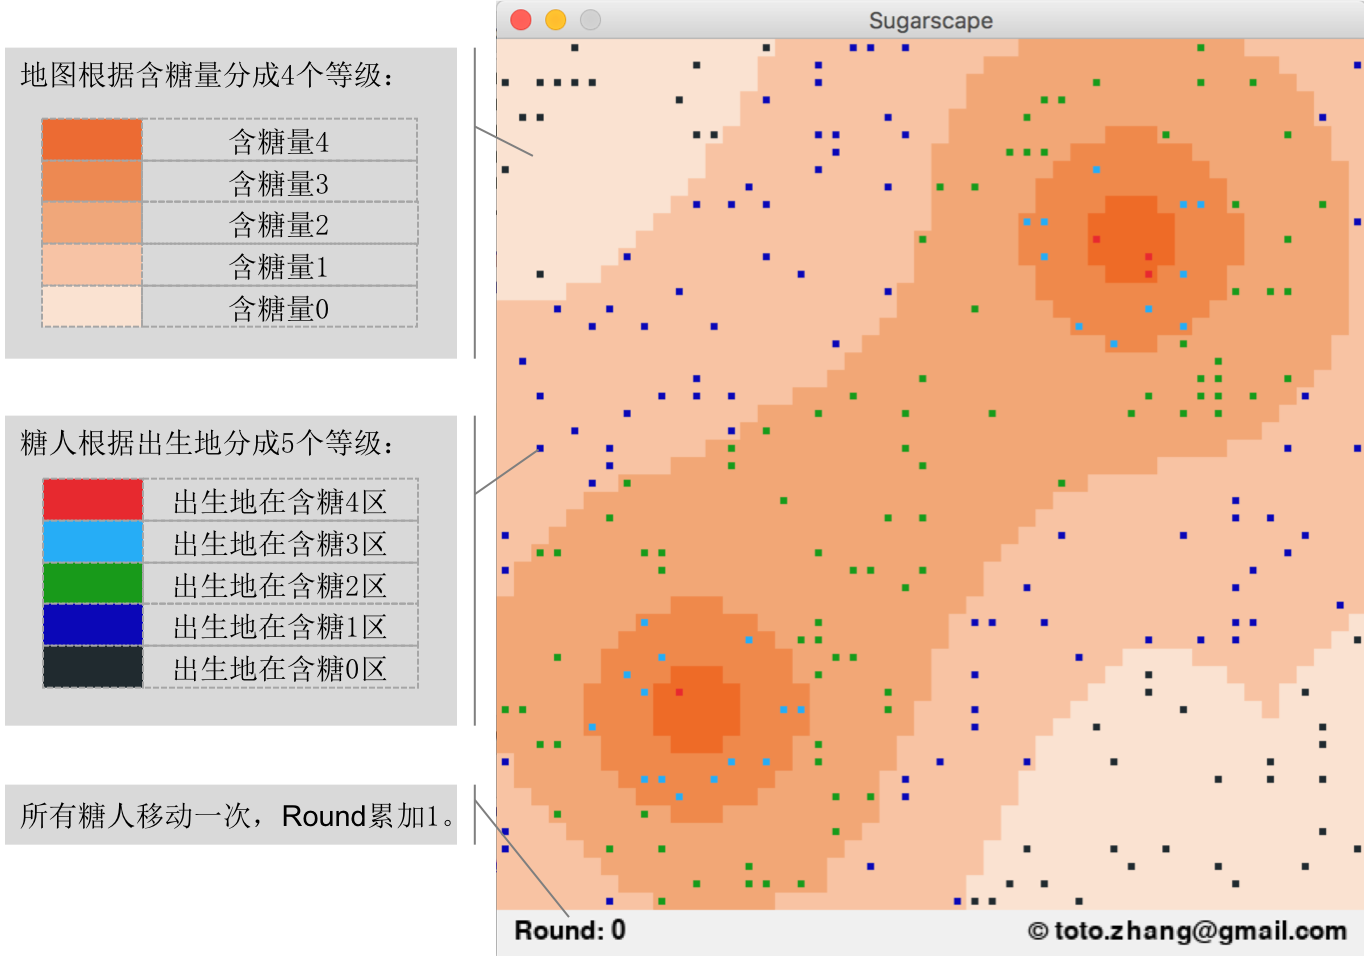 Sugarscape
地图根据含糖量分成4个等级：
含糖量4
含糖量3
含糖量2
含糖量1
含糖量0
糖人根据出生地分成5个等级：
出生地在含糖4区
出生地在含糖3区
出生地在含糖2区
出生地在含糖1区
出生地在含糖0区
所有糖人移动一次，Round累加1。
Round: 0
© toto.zhang@gmail.com